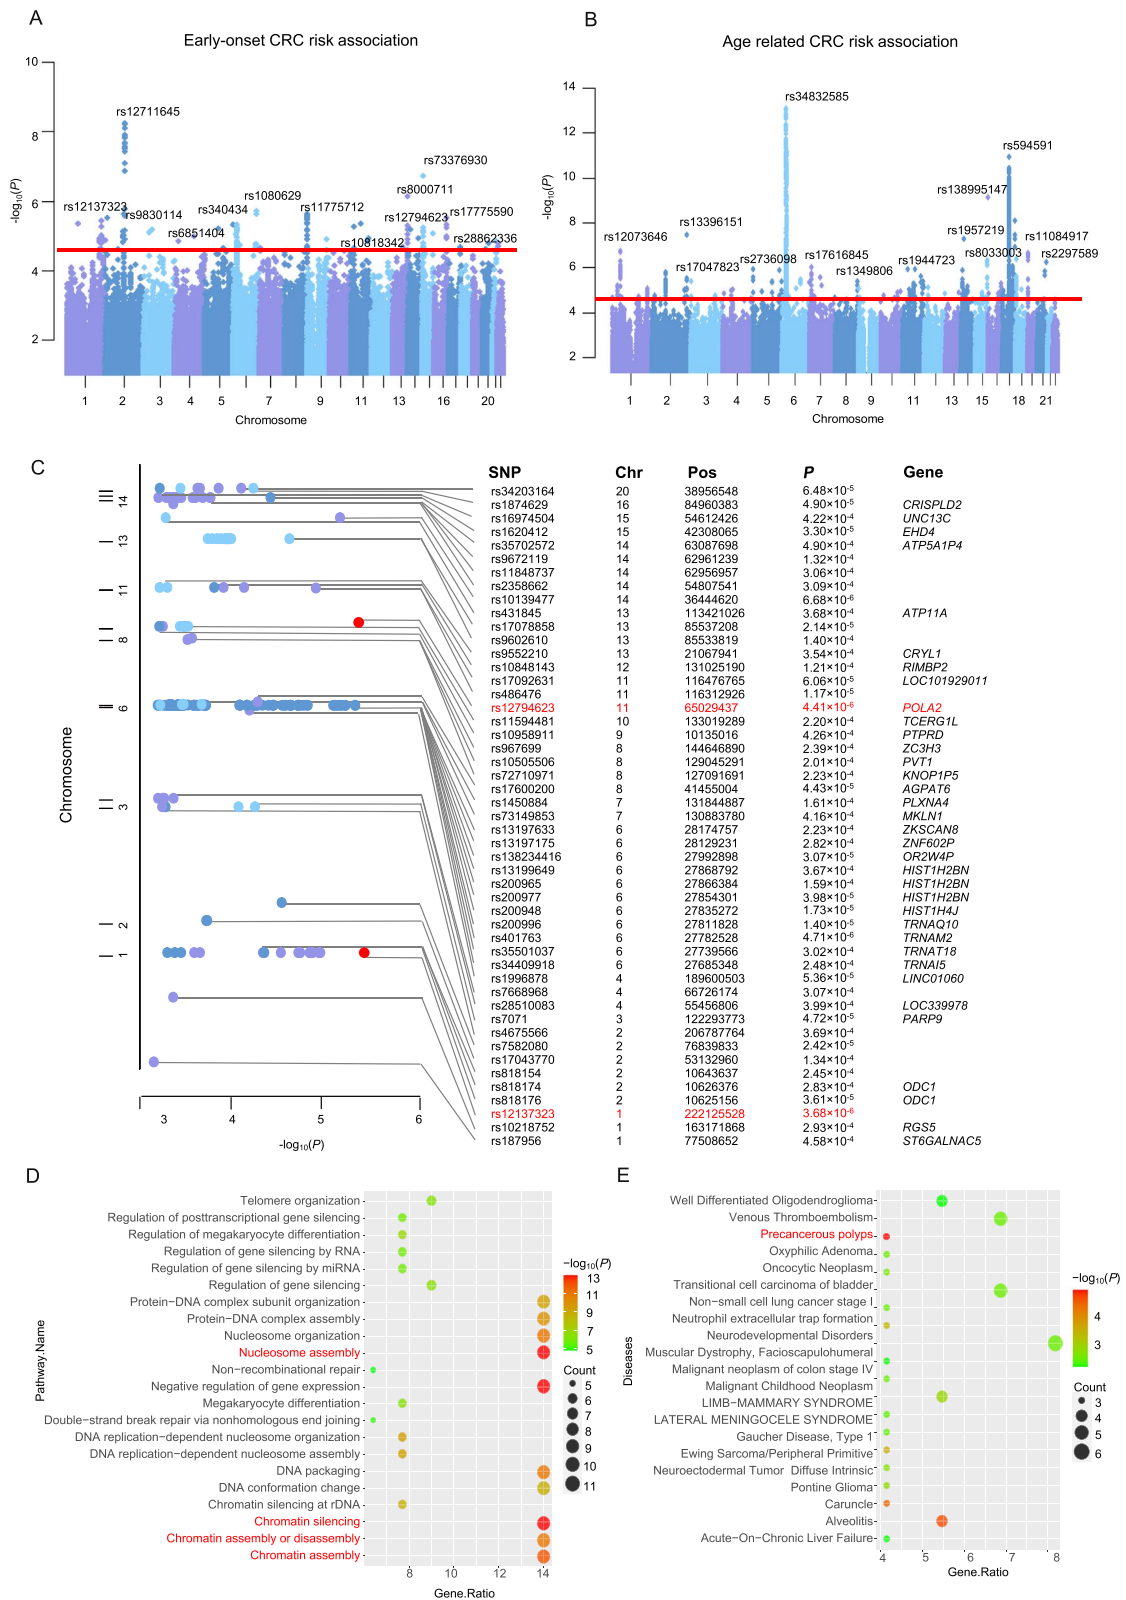 A
Early-onset CRC risk association
10
8
6
4
2
-log10(P)
rs12711645
rs73376930
rs8000711
rs1080629
rs12137323
rs9830114
rs340434
rs11775712
rs12794623
rs17775590
rs6851404
rs10818342
rs28862336
1 2 3 4 5 7 9 11 13 16 20
Chromosome
B
Age related CRC risk association
14
12
10
8
6
4
2
-log10(P)
rs34832585
rs594591
rs138995147
rs13396151
rs1957219
rs12073646
rs11084917
rs17047823
rs2736098
rs17616845
rs1944723
rs8033003
rs2297589
rs1349806
1 2 3 4 5 6 7 8 9 11 13 15 18 21
Chromosome
C
Chromosome
14
13
11
8
6
3
2
1
3 4 5 6
-log10(P)
SNP Chr Pos P Gene
rs34203164 20 38956548 6.48×10-5
rs1874629 16 84960383 4.90×10-5 CRISPLD2
rs16974504 15 54612426 4.22×10-4 UNC13C
rs1620412 15 42308065 3.30×10-5 EHD4
rs35702572 14 63087698 4.90×10-4 ATP5A1P4
rs9672119 14 62961239 1.32×10-4
rs11848737 14 62956957 3.06×10-4
rs2358662 14 54807541 3.09×10-4
rs10139477 14 36444620 6.68×10-6
rs431845 13 113421026 3.68×10-4 ATP11A
rs17078858 13 85537208 2.14×10-5
rs9602610 13 85533819 1.40×10-4
rs9552210 13 21067941 3.54×10-4 CRYL1
rs10848143 12 131025190 1.21×10-4 RIMBP2
rs17092631 11 116476765 6.06×10-5 LOC101929011
rs486476 11 116312926 1.17×10-5
rs12794623 11 65029437 4.41×10-6 POLA2
rs11594481 10 133019289 2.20×10-4 TCERG1L
rs10958911 9 10135016 4.26×10-4 PTPRD
rs967699 8 144646890 2.39×10-4 ZC3H3
rs10505506 8 129045291 2.01×10-4 PVT1
rs72710971 8 127091691 2.23×10-4 KNOP1P5
rs17600200 8 41455004 4.43×10-5 AGPAT6
rs1450884 7 131844887 1.61×10-4 PLXNA4
rs73149853 7 130883780 4.16×10-4 MKLN1
rs13197633 6 28174757 2.23×10-4 ZKSCAN8
rs13197175 6 28129231 2.82×10-4 ZNF602P
rs138234416 6 27992898 3.07×10-5 OR2W4P
rs13199649 6 27868792 3.67×10-4 HIST1H2BN
rs200965 6 27866384 1.59×10-4 HIST1H2BN
rs200977 6 27854301 3.98×10-5 HIST1H2BN
rs200948 6 27835272 1.73×10-5 HIST1H4J
rs200996 6 27811828 1.40×10-5 TRNAQ10
rs401763 6 27782528 4.71×10-6 TRNAM2
rs35501037 6 27739566 3.02×10-4 TRNAT18
rs34409918 6 27685348 2.48×10-4 TRNAI5
rs1996878 4 189600503 5.36×10-5 LINC01060
rs7668968 4 66726174 3.07×10-4
rs28510083 4 55456806 3.99×10-4 LOC339978
rs7071 3 122293773 4.72×10-5 PARP9
rs4675566 2 206787764 3.69×10-4
rs7582080 2 76839833 2.42×10-5
rs17043770 2 53132960 1.34×10-4
rs818154 2 10643637 2.45×10-4
rs818174 2 10626376 2.83×10-4 ODC1
rs818176 2 10625156 3.61×10-5 ODC1
rs12137323 1 222125528 3.68×10-6
rs10218752 1 163171868 2.93×10-4 RGS5
rs187956 1 77508652 4.58×10-4 ST6GALNAC5
D
Pathway.Name
Telomere organization
Regulation of posttranscriptional gene silencing
Regulation of megakaryocyte differentiation
Regulation of gene silencing by RNA
Regulation of gene silencing by miRNA
Regulation of gene silencing
Protein−DNA complex subunit organization
Protein−DNA complex assembly
Nucleosome organization
Nucleosome assembly
Non−recombinational repair
Negative regulation of gene expression
Megakaryocyte differentiation
Double−strand break repair via nonhomologous end joining
DNA replication−dependent nucleosome organization
DNA replication−dependent nucleosome assembly
DNA packaging
DNA conformation change
Chromatin silencing at rDNA
Chromatin silencing
Chromatin assembly or disassembly
Chromatin assembly
8 10 12 14
Gene.Ratio
−log10(P)
13
11
9
7
5
Count
5
6
7
8
9
10
11
E
Diseases
Well Differentiated Oligodendroglioma
Venous Thromboembolism
Precancerous polyps
Oxyphilic Adenoma
Oncocytic Neoplasm
Transitional cell carcinoma of bladder
Non−small cell lung cancer stage I
Neutrophil extracellular trap formation
Neurodevelopmental Disorders
Muscular Dystrophy, Facioscapulohumeral
Malignant neoplasm of colon stage IV
Malignant Childhood Neoplasm
LIMB−MAMMARY SYNDROME
LATERAL MENINGOCELE SYNDROME
Gaucher Disease, Type 1
Ewing Sarcoma/Peripheral Primitive
Neuroectodermal Tumor Diffuse Intrinsic
Pontine Glioma
Caruncle
Alveolitis
Acute−On−Chronic Liver Failure
4 5 6 7 8
Gene.Ratio
−log10(P)
4
3
2
Count
3
4
5
6